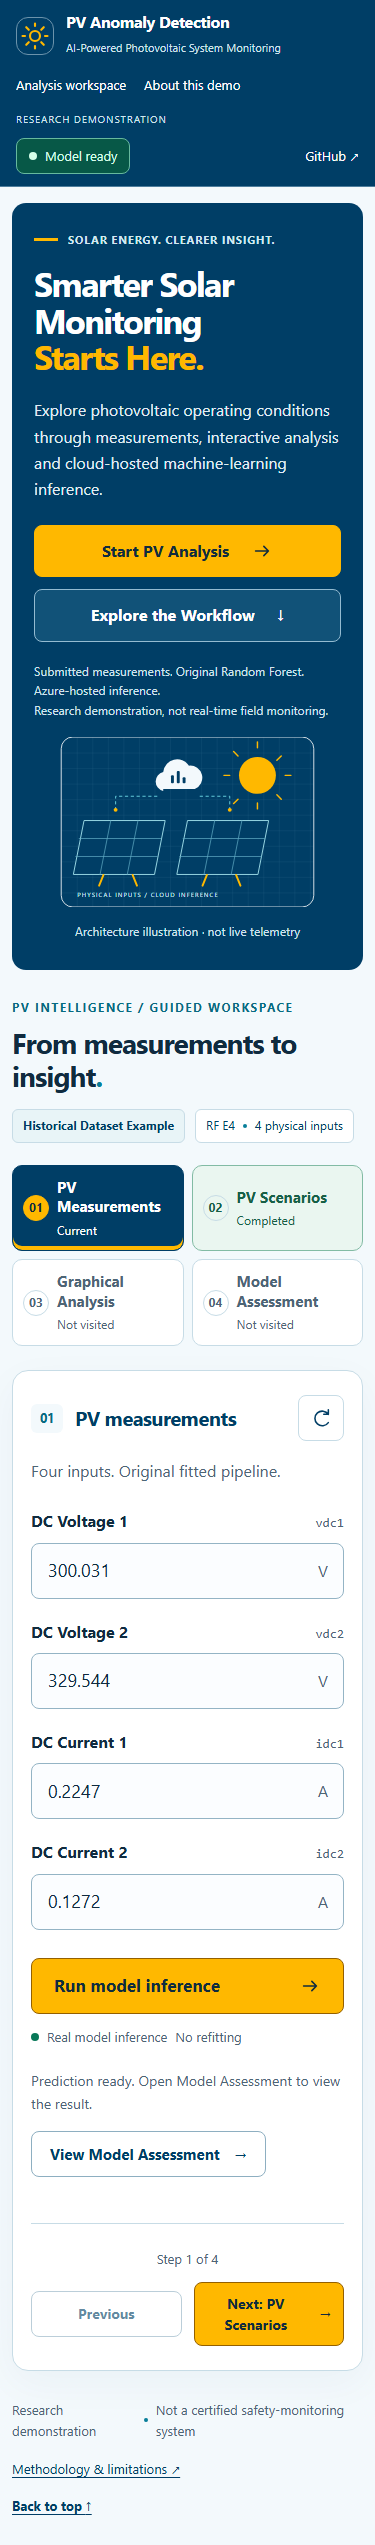 PV Anomaly Detection
AI-Powered Photovoltaic System Monitoring
Analysis workspace About this demo
RESEARCH DEMONSTRATION
Model ready
GitHub ↗
SOLAR ENERGY. CLEARER INSIGHT.
Smarter Solar
Monitoring
Starts Here.
Explore photovoltaic operating conditions
through measurements, interactive analysis
and cloud-hosted machine-learning
inference.
Start PV Analysis →
Explore the Workflow ↓
Submitted measurements. Original Random Forest.
Azure-hosted inference.
Research demonstration, not real-time field monitoring.
PHYSICAL INPUTS / CLOUD INFERENCE
Architecture illustration · not live telemetry
PV INTELLIGENCE / GUIDED WORKSPACE
From measurements to
insight.
Historical Dataset Example
RF E4 • 4 physical inputs
01
PV
Measurements
Current
02
PV Scenarios
Completed
03
Graphical
Analysis
Not visited
04
Model
Assessment
Not visited
01 PV measurements
Four inputs. Original fitted pipeline.
DC Voltage 1 vdc1
300.031 V
DC Voltage 2 vdc2
329.544 V
DC Current 1 idc1
0.2247 A
DC Current 2 idc2
0.1272 A
Run model inference →
Real model inference No refitting
Prediction ready. Open Model Assessment to view
the result.
View Model Assessment →
Step 1 of 4
Previous
Next: PV
Scenarios →
Research
demonstration
• Not a certified safety-monitoring
system
Methodology & limitations ↗
Back to top ↑